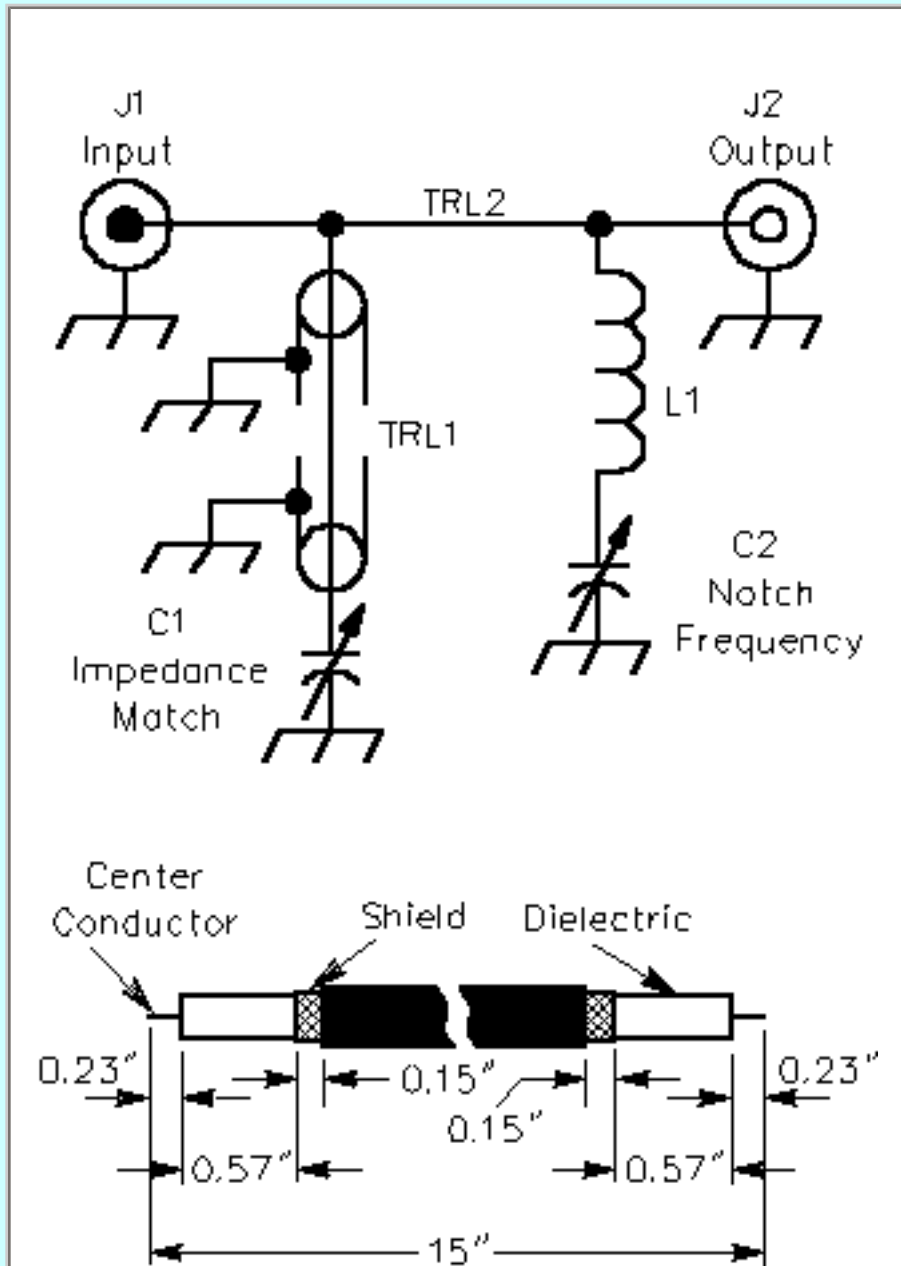 J1
Input
J2
Output
TRL2
TRL1
L1
C1
Impedance
Match
C2
Notch
Frequency
Center
Conductor
Shield
Dielectric
0.23"
0.15"
0.15"
0.23"
0.57"
0.57"
15"